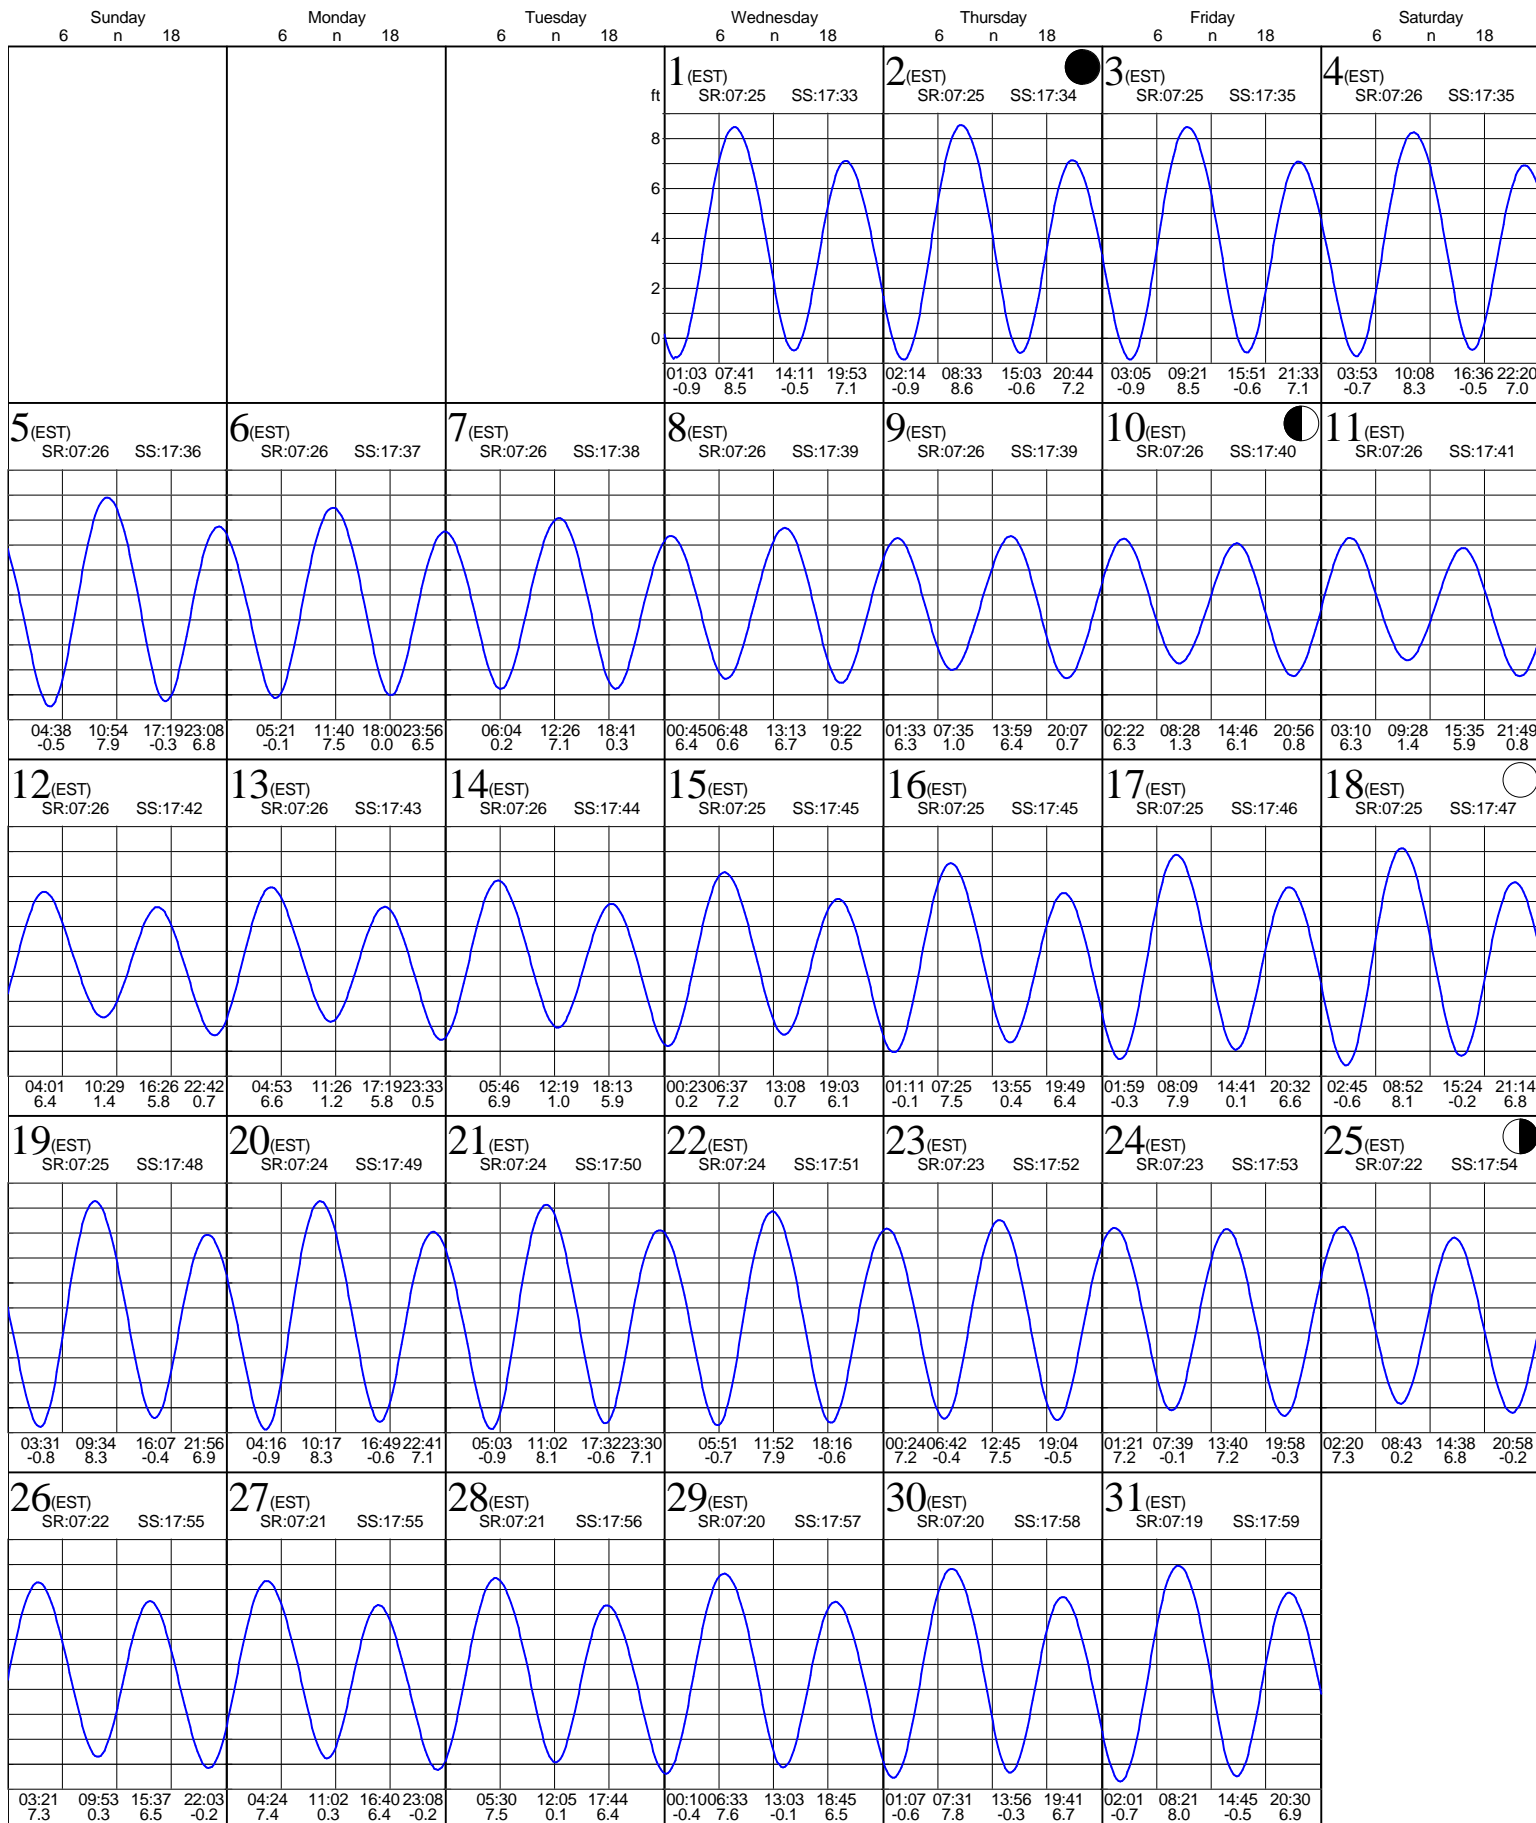 Sunday Monday Tuesday Wednesday Thursday Friday Saturday
6 n 18 6 n 18 6 n 18 6 n 18 6 n 18 6 n 18 6 n 18
1(EST) 2(EST) 3(EST) 4(EST)
ft SR:07:25 SS:17:33 SR:07:25 SS:17:34 SR:07:25 SS:17:35 SR:07:26 SS:17:35
8
6
4
2
0
01:03 07:41 14:11 19:53 02:14 08:33 15:03 20:44 03:05 09:21 15:51 21:33 03:53 10:08 16:36 22:20
-0.9 8.5 -0.5 7.1 -0.9 8.6 -0.6 7.2 -0.9 8.5 -0.6 7.1 -0.7 8.3 -0.5 7.0
5(EST) 6(EST) 7(EST) 8(EST) 9(EST) 10(EST) 11(EST)
SR:07:26 SS:17:36 SR:07:26 SS:17:37 SR:07:26 SS:17:38 SR:07:26 SS:17:39 SR:07:26 SS:17:39 SR:07:26 SS:17:40 SR:07:26 SS:17:41
04:38 10:54 17:19 23:08 05:21 11:40 18:00 23:56 06:04 12:26 18:41 00:45 06:48 13:13 19:22 01:33 07:35 13:59 20:07 02:22 08:28 14:46 20:56 03:10 09:28 15:35 21:49
-0.5 7.9 -0.3 6.8 -0.1 7.5 0.0 6.5 0.2 7.1 0.3 6.4 0.6 6.7 0.5 6.3 1.0 6.4 0.7 6.3 1.3 6.1 0.8 6.3 1.4 5.9 0.8
12(EST) 13(EST) 14(EST) 15(EST) 16(EST) 17(EST) 18(EST)
SR:07:26 SS:17:42 SR:07:26 SS:17:43 SR:07:26 SS:17:44 SR:07:25 SS:17:45 SR:07:25 SS:17:45 SR:07:25 SS:17:46 SR:07:25 SS:17:47
04:01 10:29 16:26 22:42 04:53 11:26 17:19 23:33 05:46 12:19 18:13 00:23 06:37 13:08 19:03 01:11 07:25 13:55 19:49 01:59 08:09 14:41 20:32 02:45 08:52 15:24 21:14
6.4 1.4 5.8 0.7 6.6 1.2 5.8 0.5 6.9 1.0 5.9 0.2 7.2 0.7 6.1 -0.1 7.5 0.4 6.4 -0.3 7.9 0.1 6.6 -0.6 8.1 -0.2 6.8
19(EST) 20(EST) 21(EST) 22(EST) 23(EST) 24(EST) 25(EST)
SR:07:25 SS:17:48 SR:07:24 SS:17:49 SR:07:24 SS:17:50 SR:07:24 SS:17:51 SR:07:23 SS:17:52 SR:07:23 SS:17:53 SR:07:22 SS:17:54
03:31 09:34 16:07 21:56 04:16 10:17 16:49 22:41 05:03 11:02 17:32 23:30 05:51 11:52 18:16 00:24 06:42 12:45 19:04 01:21 07:39 13:40 19:58 02:20 08:43 14:38 20:58
-0.8 8.3 -0.4 6.9 -0.9 8.3 -0.6 7.1 -0.9 8.1 -0.6 7.1 -0.7 7.9 -0.6 7.2 -0.4 7.5 -0.5 7.2 -0.1 7.2 -0.3 7.3 0.2 6.8 -0.2
26(EST) 27(EST) 28(EST) 29(EST) 30(EST) 31(EST)
SR:07:22 SS:17:55 SR:07:21 SS:17:55 SR:07:21 SS:17:56 SR:07:20 SS:17:57 SR:07:20 SS:17:58 SR:07:19 SS:17:59
03:21 09:53 15:37 22:03 04:24 11:02 16:40 23:08 05:30 12:05 17:44 00:10 06:33 13:03 18:45 01:07 07:31 13:56 19:41 02:01 08:21 14:45 20:30
7.3 0.3 6.5 -0.2 7.4 0.3 6.4 -0.2 7.5 0.1 6.4 -0.4 7.6 -0.1 6.5 -0.6 7.8 -0.3 6.7 -0.7 8.0 -0.5 6.9